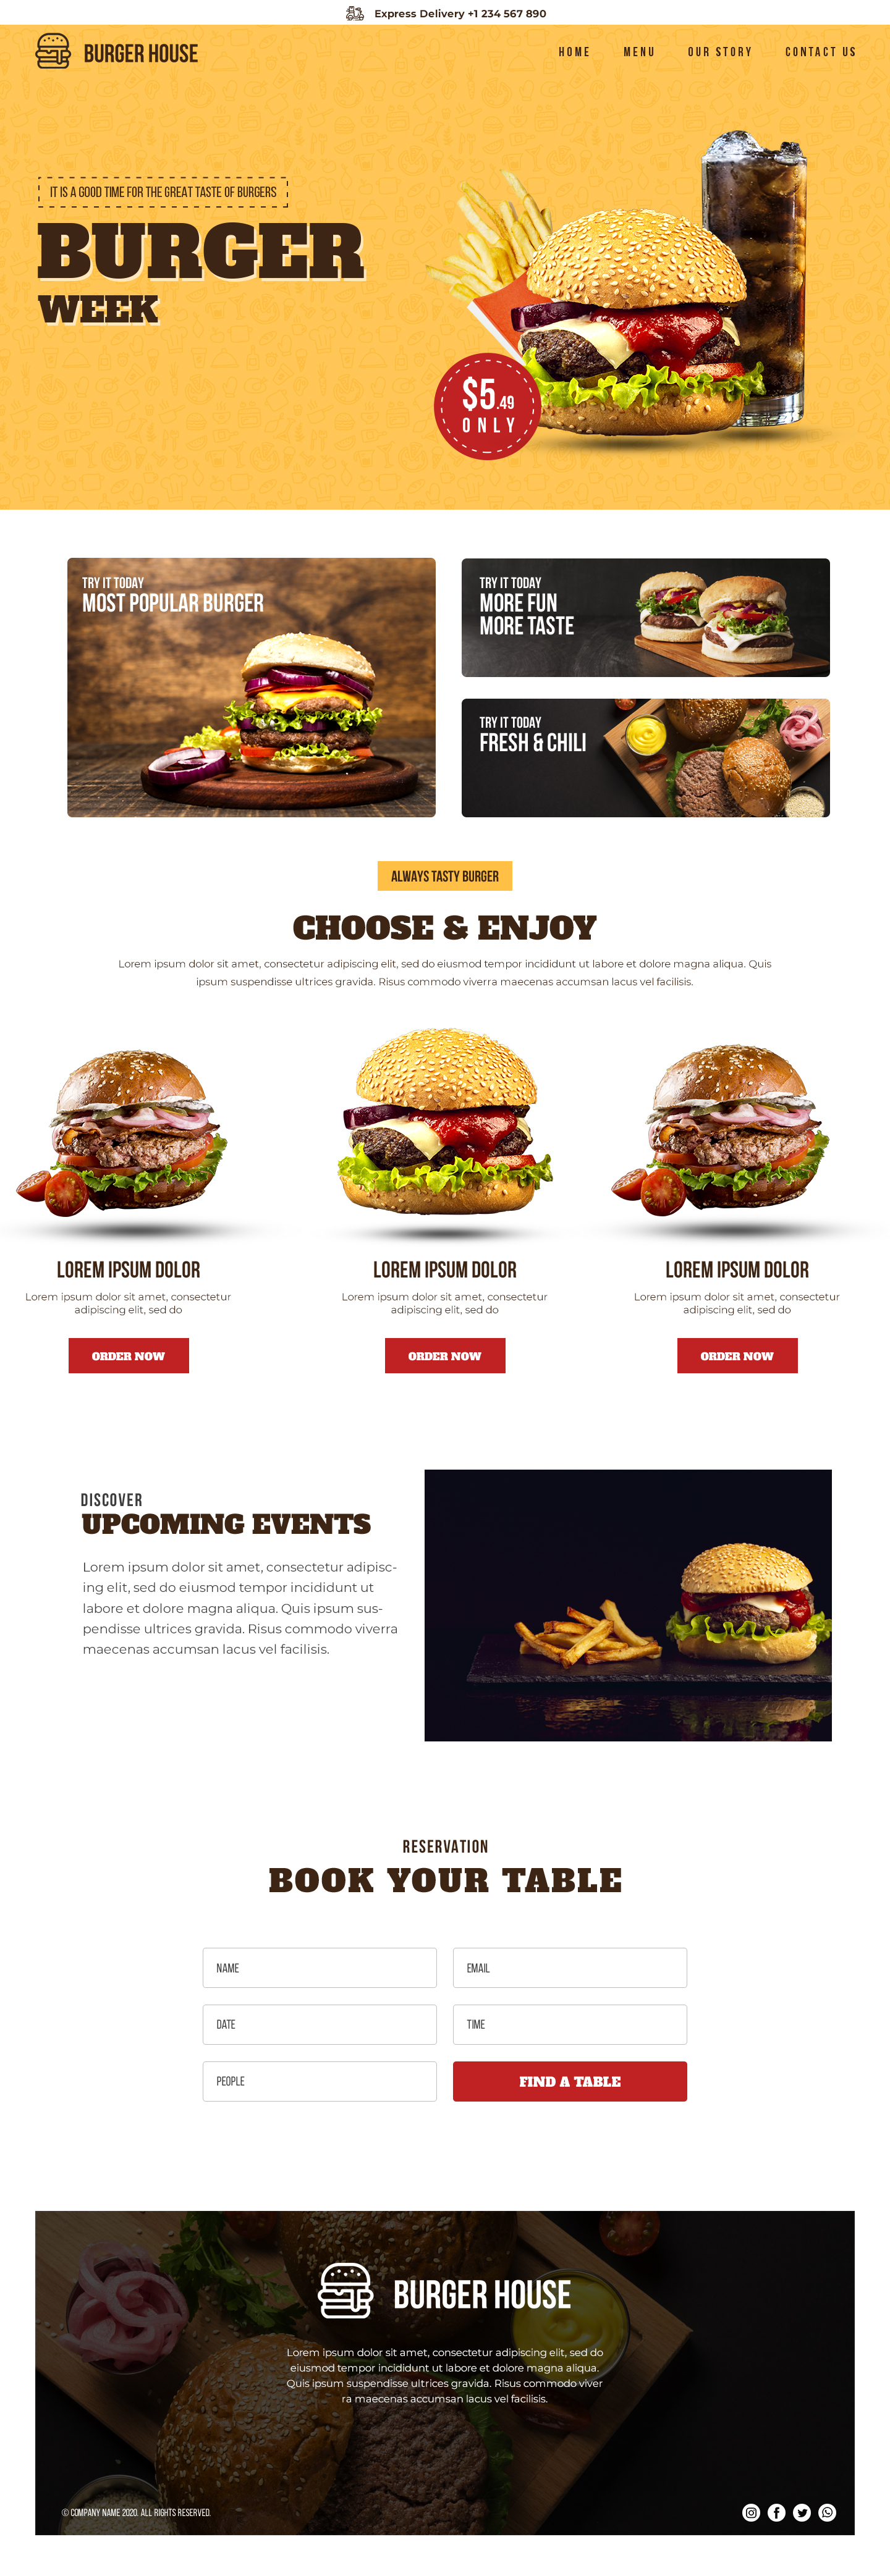 Express Delivery +1 234 567 890
BURGER HOUSE
HOME MENU OUR STORY CONTACT US
IT IS A GOOD TIME FOR THE GREAT TASTE OF BURGERS
BURGER
WEEK
$5.49
ONLY
TRY IT TODAY
MOST POPULAR BURGER
TRY IT TODAY
MORE FUN
MORE TASTE
TRY IT TODAY
FRESH & CHILI
ALWAYS TASTY BURGER
CHOOSE & ENJOY
Lorem ipsum dolor sit amet, consectetur adipiscing elit, sed do eiusmod tempor incididunt ut labore et dolore magna aliqua. Quis
ipsum suspendisse ultrices gravida. Risus commodo viverra maecenas accumsan lacus vel facilisis.
LOREM IPSUM DOLOR
Lorem ipsum dolor sit amet, consectetur
adipiscing elit, sed do
ORDER NOW
LOREM IPSUM DOLOR
Lorem ipsum dolor sit amet, consectetur
adipiscing elit, sed do
ORDER NOW
LOREM IPSUM DOLOR
Lorem ipsum dolor sit amet, consectetur
adipiscing elit, sed do
ORDER NOW
DISCOVER
UPCOMING EVENTS
Lorem ipsum dolor sit amet, consectetur adipisc-
ing elit, sed do eiusmod tempor incididunt ut
labore et dolore magna aliqua. Quis ipsum sus-
pendisse ultrices gravida. Risus commodo viverra
maecenas accumsan lacus vel facilisis.
RESERVATION
BOOK YOUR TABLE
NAME
EMAIL
DATE
TIME
PEOPLE
FIND A TABLE
BURGER HOUSE
Lorem ipsum dolor sit amet, consectetur adipiscing elit, sed do
eiusmod tempor incididunt ut labore et dolore magna aliqua.
Quis ipsum suspendisse ultrices gravida. Risus commodo viver
ra maecenas accumsan lacus vel facilisis.
© COMPANY NAME 2020. ALL RIGHTS RESERVED.